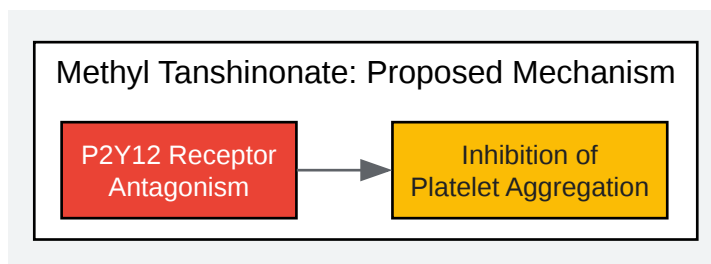 Methyl Tanshinonate: Proposed Mechanism
P2Y12 Receptor
Antagonism
Inhibition of
Platelet Aggregation